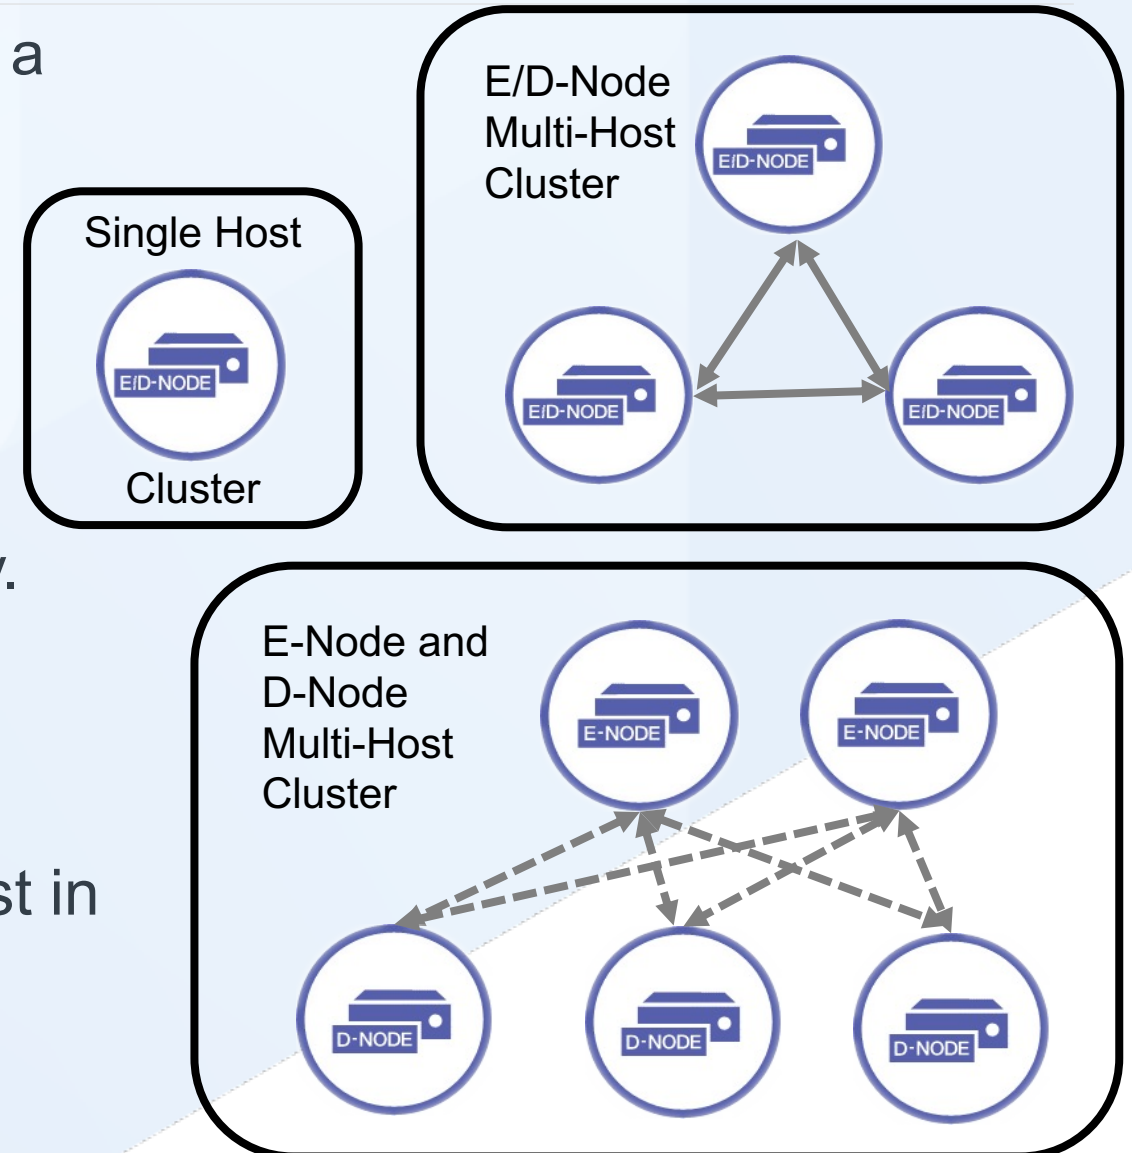 a
E/D-Node
Multi-Host
Cluster
E/D-NODE
E/D-NODE
E/D-NODE
Single Host
E/D-NODE
Cluster
y.
E-Node and
D-Node
Multi-Host
Cluster
E-NODE
E-NODE
st in
D-NODE
D-NODE
D-NODE